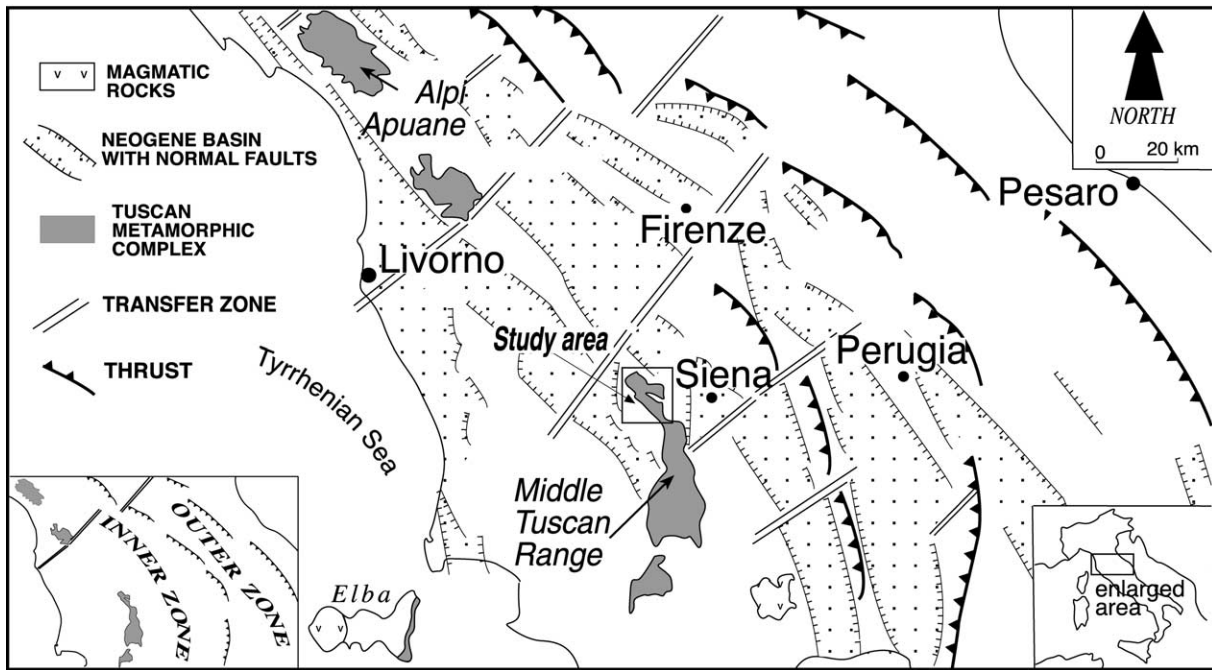 MAGMATIC
ROCKS
NEOGENE BASIN
WITH NORMAL FAULTS
TUSCAN
METAMORPHIC
COMPLEX
TRANSFER ZONE
THRUST
Alpi
Apuane
NORTH
0 20 km
Pesaro
Firenze
Livorno
Study area
Siena
Perugia
Tyrrhenian Sea
Middle
Tuscan
Range
Elba
v v
v v
v
INNER ZONE
OUTER ZONE
enlarged
area